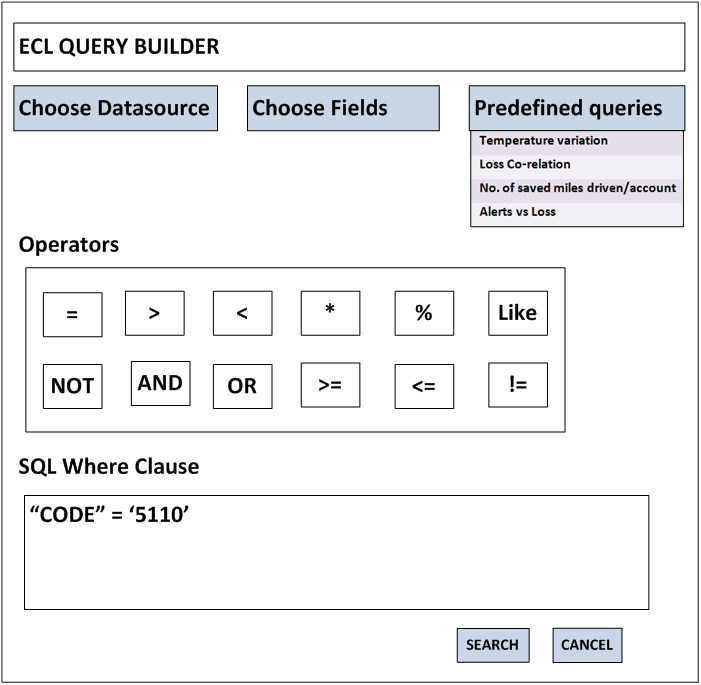 ECL QUERY BUILDER
Choose Datasource
Choose Fields
Predefined queries
Temperature variation
Loss Co-relation
No. of saved miles driven/account
Alerts vs Loss
Operators
= > < * % Like
NOT AND OR >= <= !=
SQL Where Clause
“CODE” = ‘5110’
SEARCH CANCEL